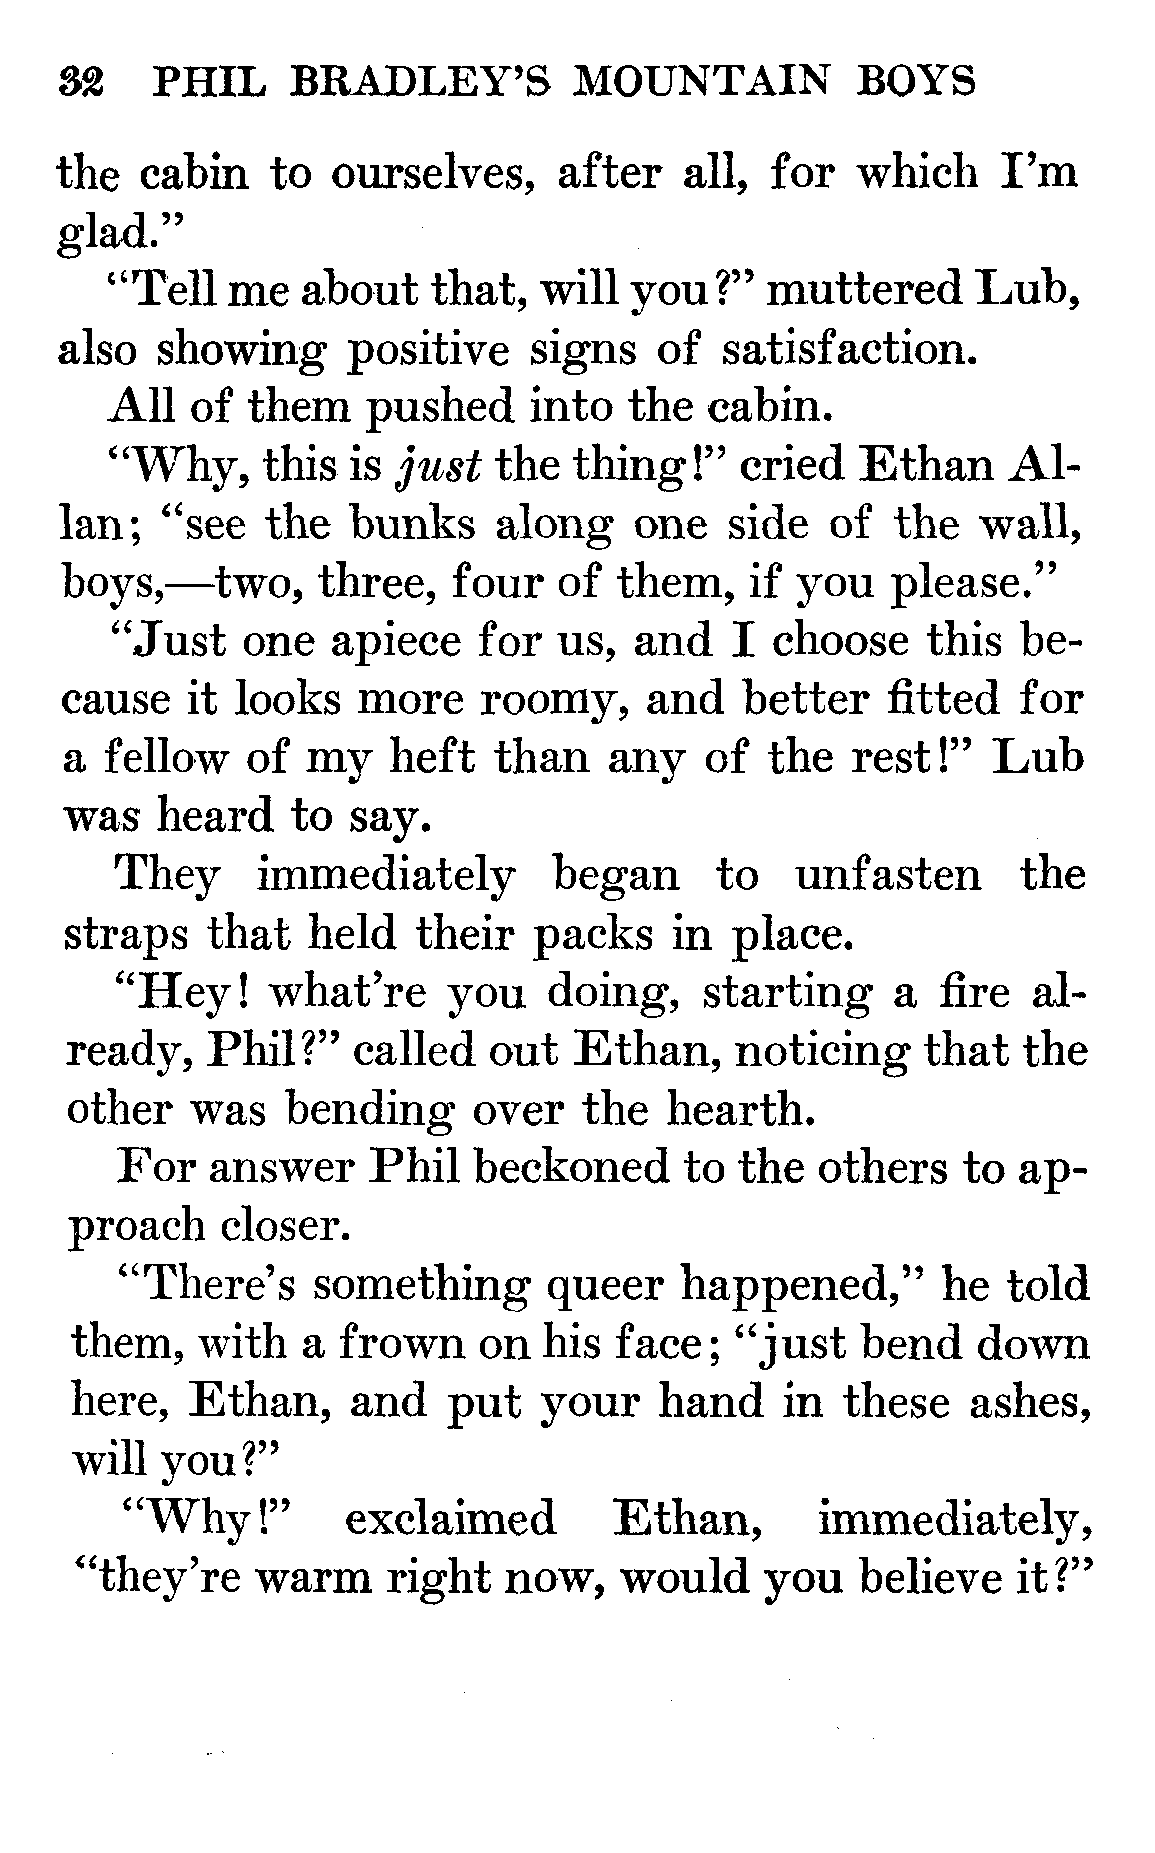 32 PHIL BRADLEY'S MOUNTAIN BOYS
the cabin to ourselves, after all, for which I'm
glad."
"Tell me about that, will you?" muttered Lub,
also showing positive signs of satisfaction.
All of them pushed into the cabin.
"Why, this is just the thing!" cried Ethan Al-
lan; "see the bunks along one side of the wall,
boys,—two, three, four of them, if you please."
"Just one apiece for us, and I choose this be-
cause it looks more roomy, and better fitted for
a fellow of my heft than any of the rest!" Lub
was heard to say.
They immediately began to unfasten the
straps that held their packs in place.
"Hey! what're you doing, starting a fire al-
ready, Phil?" called out Ethan, noticing that the
other was bending over the hearth.
For answer Phil beckoned to the others to ap-
proach closer.
"There's something queer happened," he told
them, with a frown on his face; "just bend down
here, Ethan, and put your hand in these ashes,
will you?"
"Why!" exclaimed Ethan, immediately,
"they're warm right now, would you believe it?"